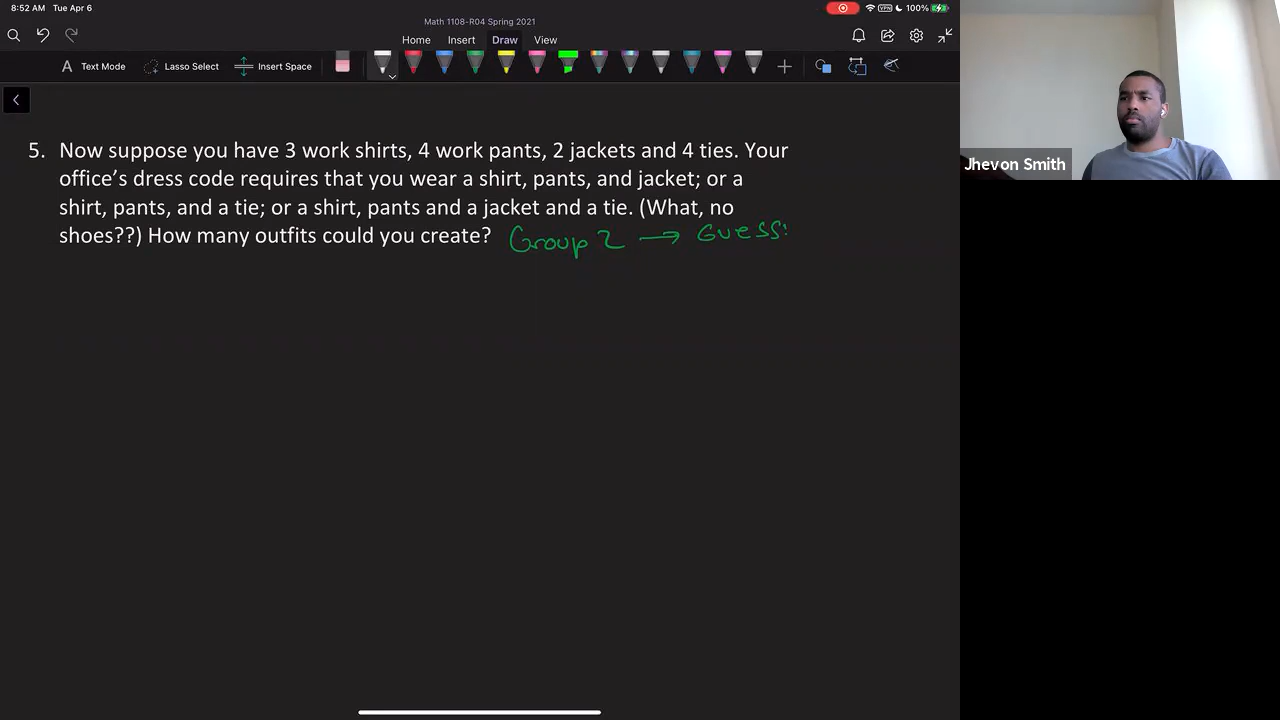 8:52 AM Tue Apr 6
VPN 100%
Math 1108-R04 Spring 2021
Home Insert Draw View
A Text Mode Lasso Select Insert Space
5. Now suppose you have 3 work shirts, 4 work pants, 2 jackets and 4 ties. Your
office's dress code requires that you wear a shirt, pants, and jacket; or a
shirt, pants, and a tie; or a shirt, pants and a jacket and a tie. (What, no
shoes??) How many outfits could you create? Group 2 → Guess:
Jhevon Smith